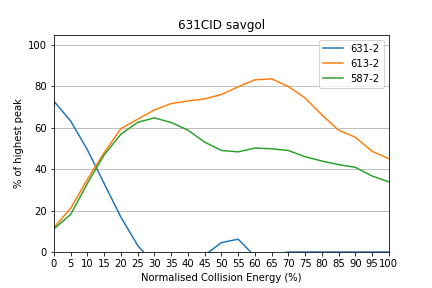 631CID savgol
% of highest peak
100
80
60
40
20
0
631-2
613-2
587-2
0 5 10 15 20 25 30 35 40 45 50 55 60 65 70 75 80 85 90 95 100
Normalised Collision Energy (%)